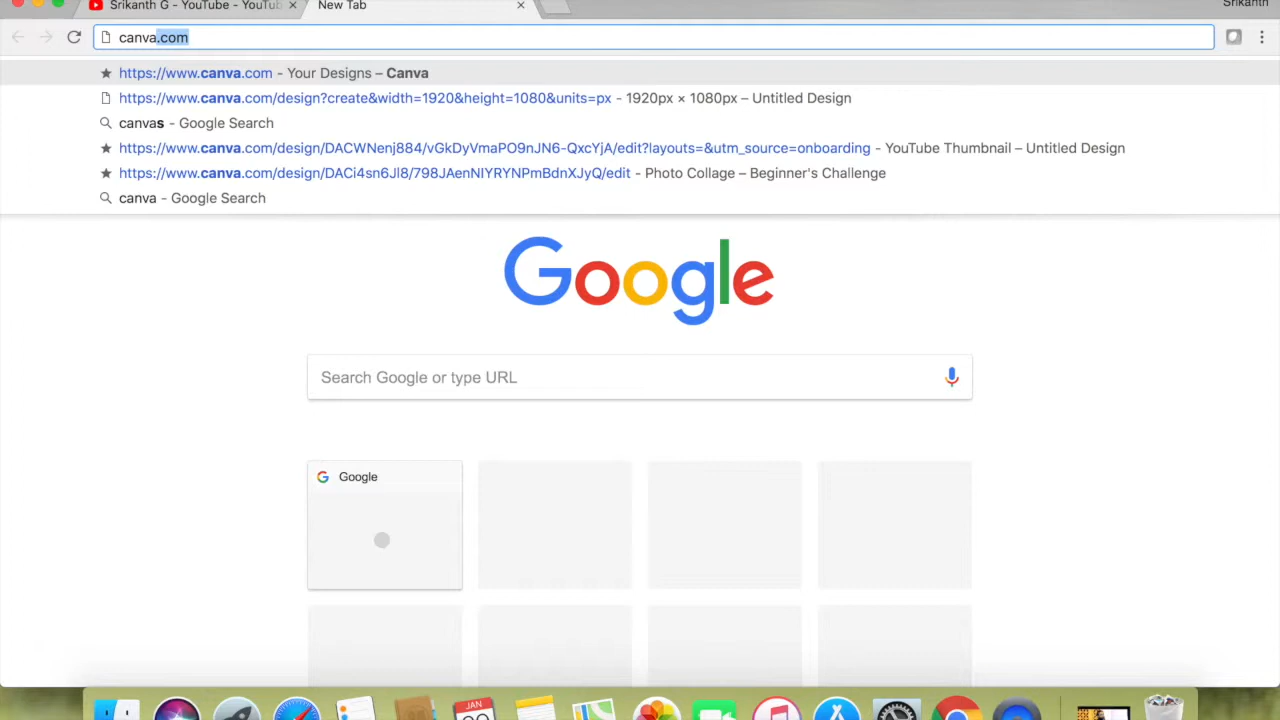 Srikanth G - YouTube - YouTub
New Tab
Srikanth
canva.com
https://www.canva.com - Your Designs – Canva
https://www.canva.com/design?create&width=1920&height=1080&units=px - 1920px × 1080px – Untitled Design
canvas - Google Search
https://www.canva.com/design/DACWNenj884/vGkDyVmaPO9nJN6-QxcYjA/edit?layouts=&utm_source=onboarding - YouTube Thumbnail – Untitled Design
https://www.canva.com/design/DACi4sn6Jl8/798JAenNIYRYNPmBdnXJyQ/edit - Photo Collage – Beginner's Challenge
canva - Google Search
Google
Search Google or type URL
Google
JAN